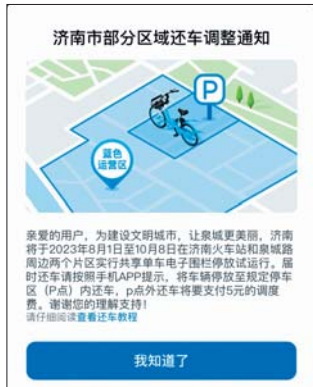 济南市部分区域还车调整通知
P
蓝色
运营区
亲爱的用户，为建设文明城市，让泉城更美丽，济南
将于2023年8月1日至10月8日在济南火车站和泉城路
周边两个片区实行共享单车电子围栏停放试运行。届
时还车请按照手机APP提示，将车辆停放至规定停车
区（P点）内还车，p点外还车将要支付5元的调度
费。谢谢您的理解支持！
请仔细阅读查看还车教程
我知道了